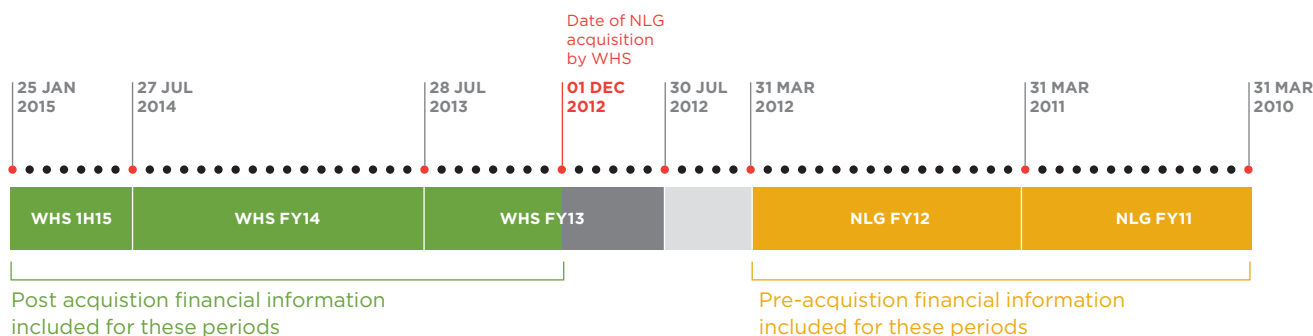 Date of NLG
acquisition
by WHS
25 JAN
2015
27 JUL
2014
28 JUL
2013
01 DEC
2012
30 JUL
2012
31 MAR
2012
31 MAR
2011
31 MAR
2010
WHS 1H15
WHS FY14
WHS FY13
NLG FY12
NLG FY11
Post acquistion financial information
included for these periods
Pre-acquistion financial information
included for these periods